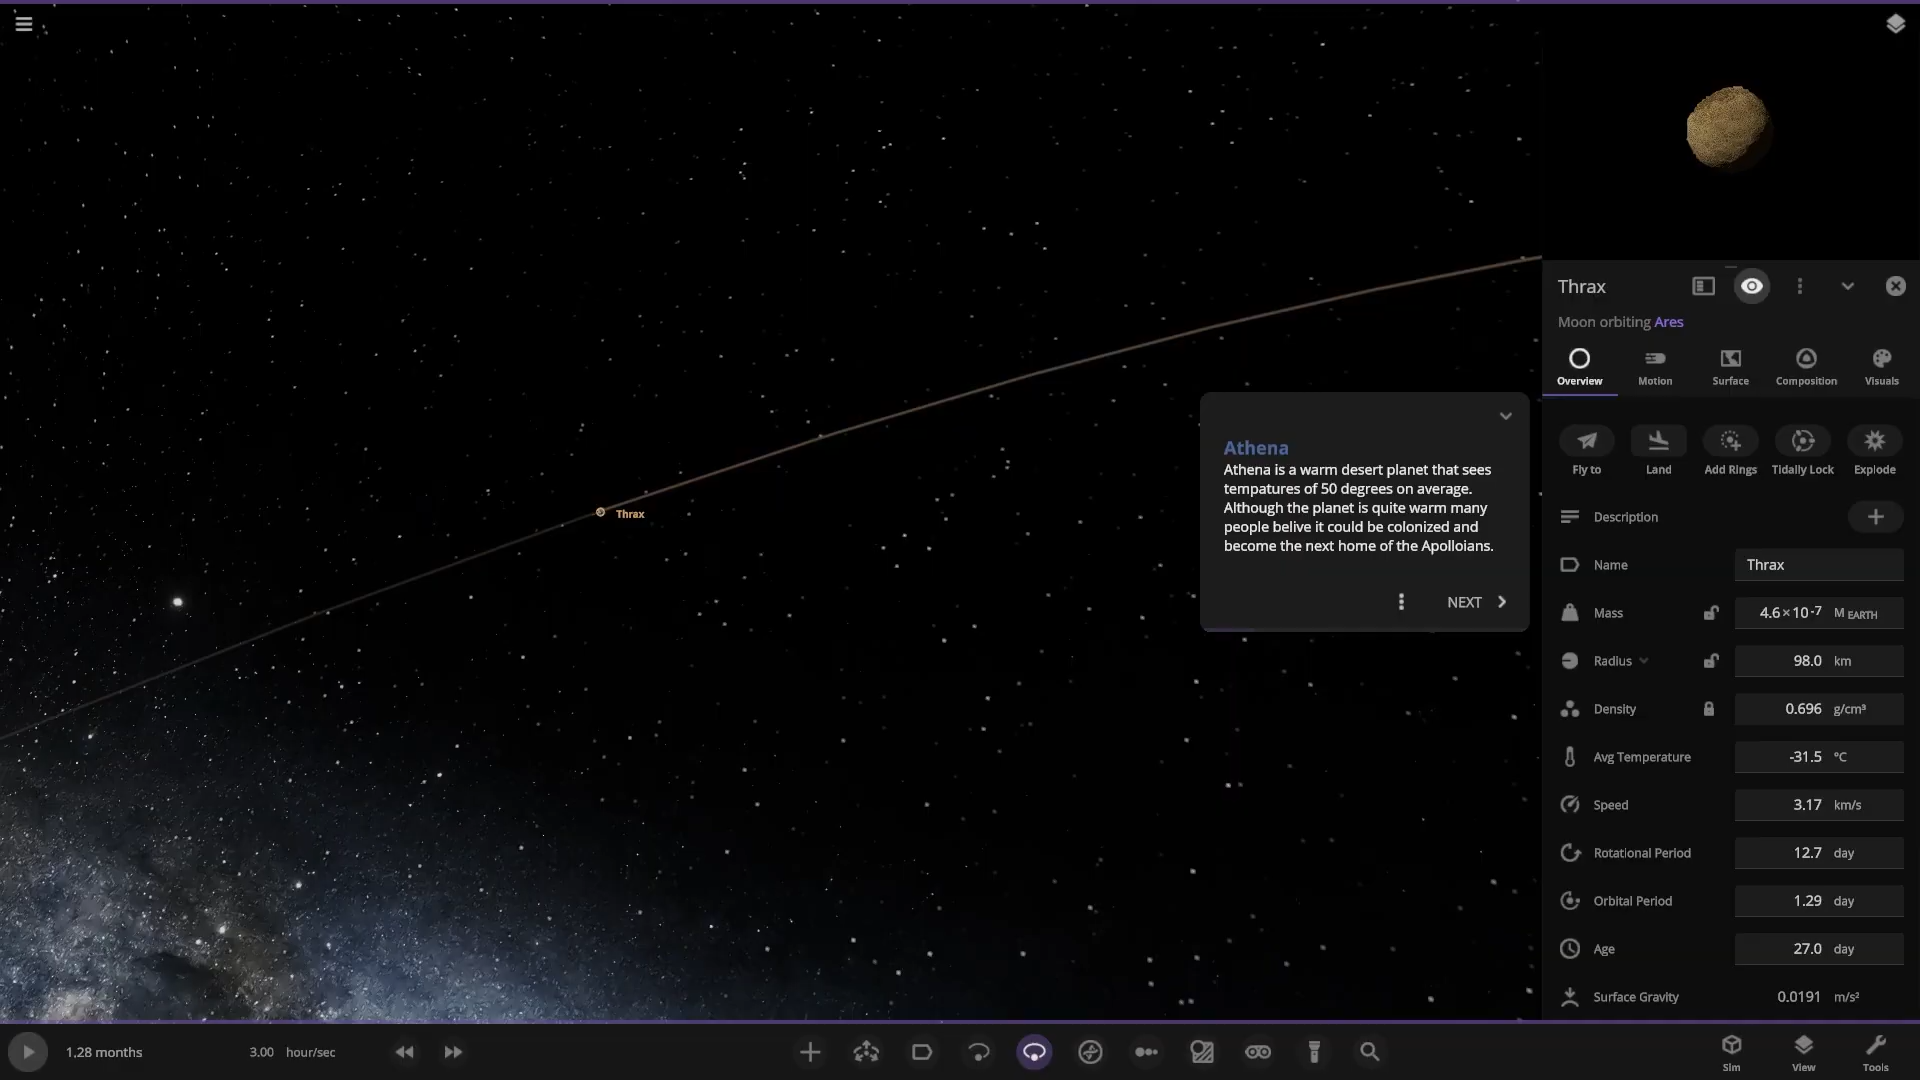 Thrax
Moon orbiting Ares
Overview
Motion
Surface
Composition
Visuals
Fly to
Land
Add Rings
Tidally Lock
Explode
Description
Name
Thrax
Mass
4.6×10⁻⁷ M EARTH
Radius
98.0 km
Density
0.696 g/cm³
Avg Temperature
-31.5 °C
Speed
3.17 km/s
Rotational Period
12.7 day
Orbital Period
1.29 day
Age
27.0 day
Surface Gravity
0.0191 m/s²
Athena
Athena is a warm desert planet that sees
tempatures of 50 degrees on average.
Although the planet is quite warm many
people belive it could be colonized and
become the next home of the Apolloians.
NEXT
Thrax
1.28 months
3.00 hour/sec
Sim
View
Tools